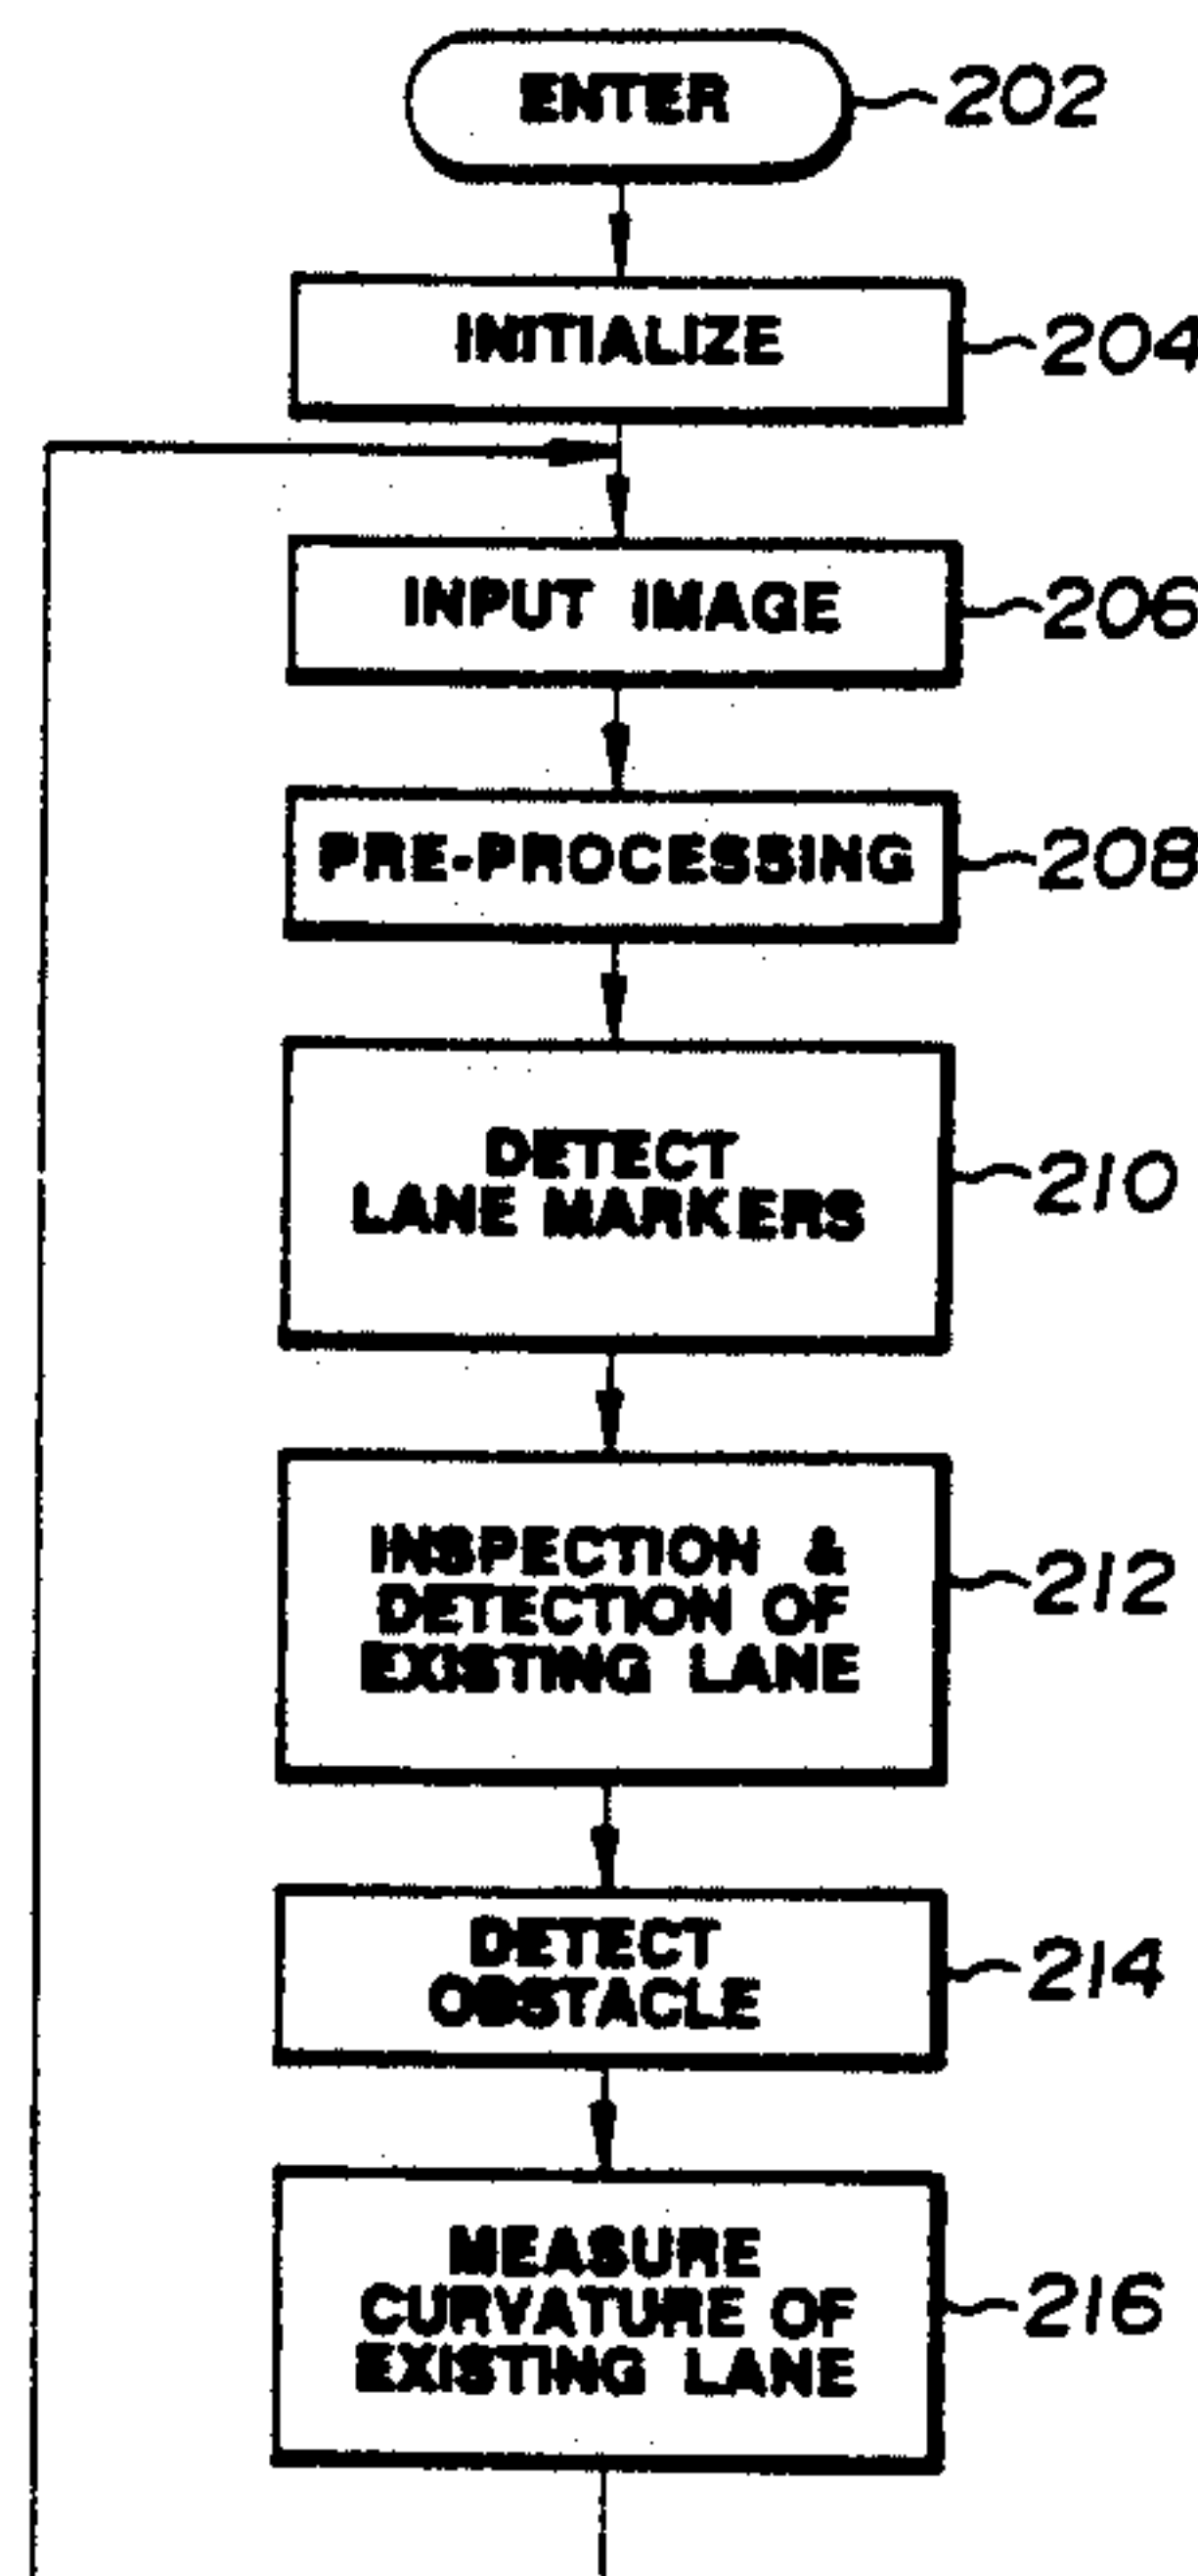 ENTER
202
INITIALIZE
204
INPUT IMAGE
206
PRE-PROCESSING
208
DETECT
LANE MARKERS
210
INSPECTION &
DETECTION OF
EXISTING LANE
212
DETECT
OBSTACLE
214
MEASURE
CURVATURE OF
EXISTING LANE
216